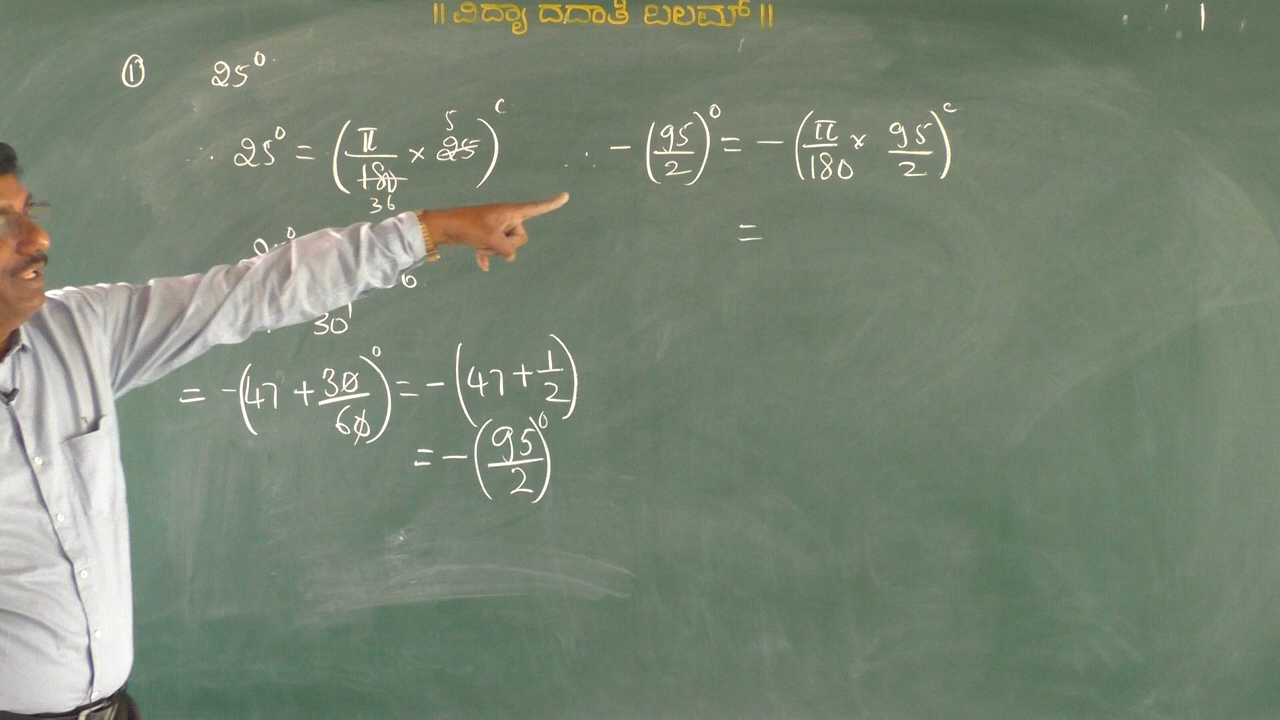 ॥ ವಿದ್ಯಾ ದದಾತಿ ಬಲಮ್ ॥
① 25°
∴ 25° = (π/180 × 25)ᶜ 5 36
30'
= -(47 + 30/60)° = -(47 + 1/2)
= -(95/2)°
∴ -(95/2)° = -(π/180 × 95/2)ᶜ
=